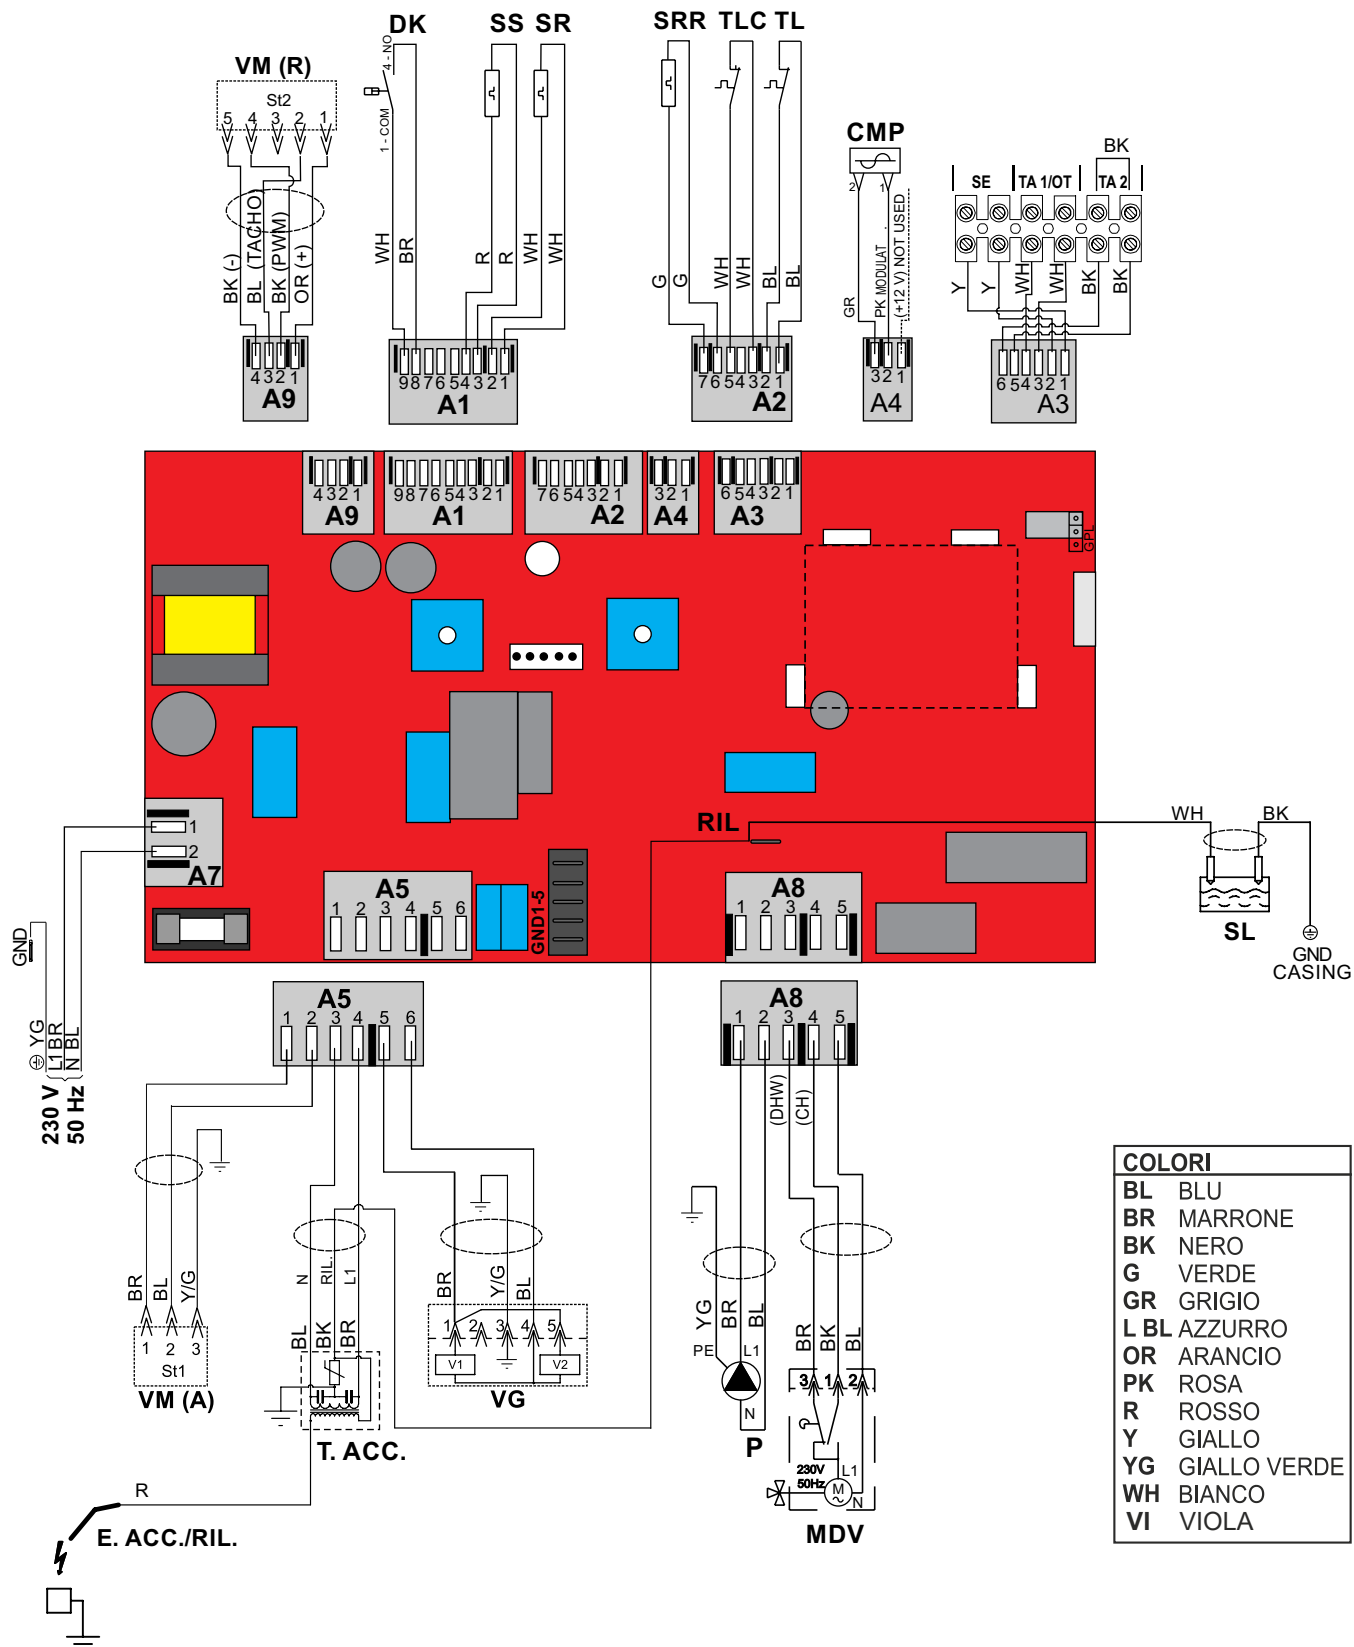 DK
SS SR
SRR TLC TL
VM (R)
St2
5 4 3 2 1
4 - NO
1 - COM
CMP
2 1
BK
SE TA 1/OT TA 2
BK (-)
BL (TACHO)
BK (PWM)
OR (+)
WH
BR
R
R
WH
WH
G
G
WH
WH
BL
BL
GR
PK MODULAT
(+12 V) NOT USED
Y
Y
WH
WH
BK
BK
4 3 2 1
A9
9 8 7 6 5 4 3 2 1
A1
7 6 5 4 3 2 1
A2
3 2 1
A4
6 5 4 3 2 1
A3
4 3 2 1
A9
9 8 7 6 5 4 3 2 1
A1
7 6 5 4 3 2 1
A2
3 2 1
A4
6 5 4 3 2 1
A3
GPL
1
2
A7
RIL
WH
BK
SL
GND
CASING
A5
1 2 3 4 5 6
GND1-5
A8
1 2 3 4 5
GND
YG
L1 BR
N BL
230 V
50 Hz
A5
1 2 3 4 5 6
A8
1 2 3 4 5
(DHW)
(CH)
BR
BL
Y/G
1 2 3
St1
VM (A)
N
RIL.
L1
BL
BK
BR
T. ACC.
BR
Y/G
BL
1 2 3 4 5
V1
V2
VG
YG
BR
BL
PE
L1
N
P
BR
BK
BL
3 1 2
230V
50Hz
L1
M
~
N
MDV
R
E. ACC./RIL.
COLORI
BL BLU
BR MARRONE
BK NERO
G VERDE
GR GRIGIO
L BL AZZURRO
OR ARANCIO
PK ROSA
R ROSSO
Y GIALLO
YG GIALLO VERDE
WH BIANCO
VI VIOLA